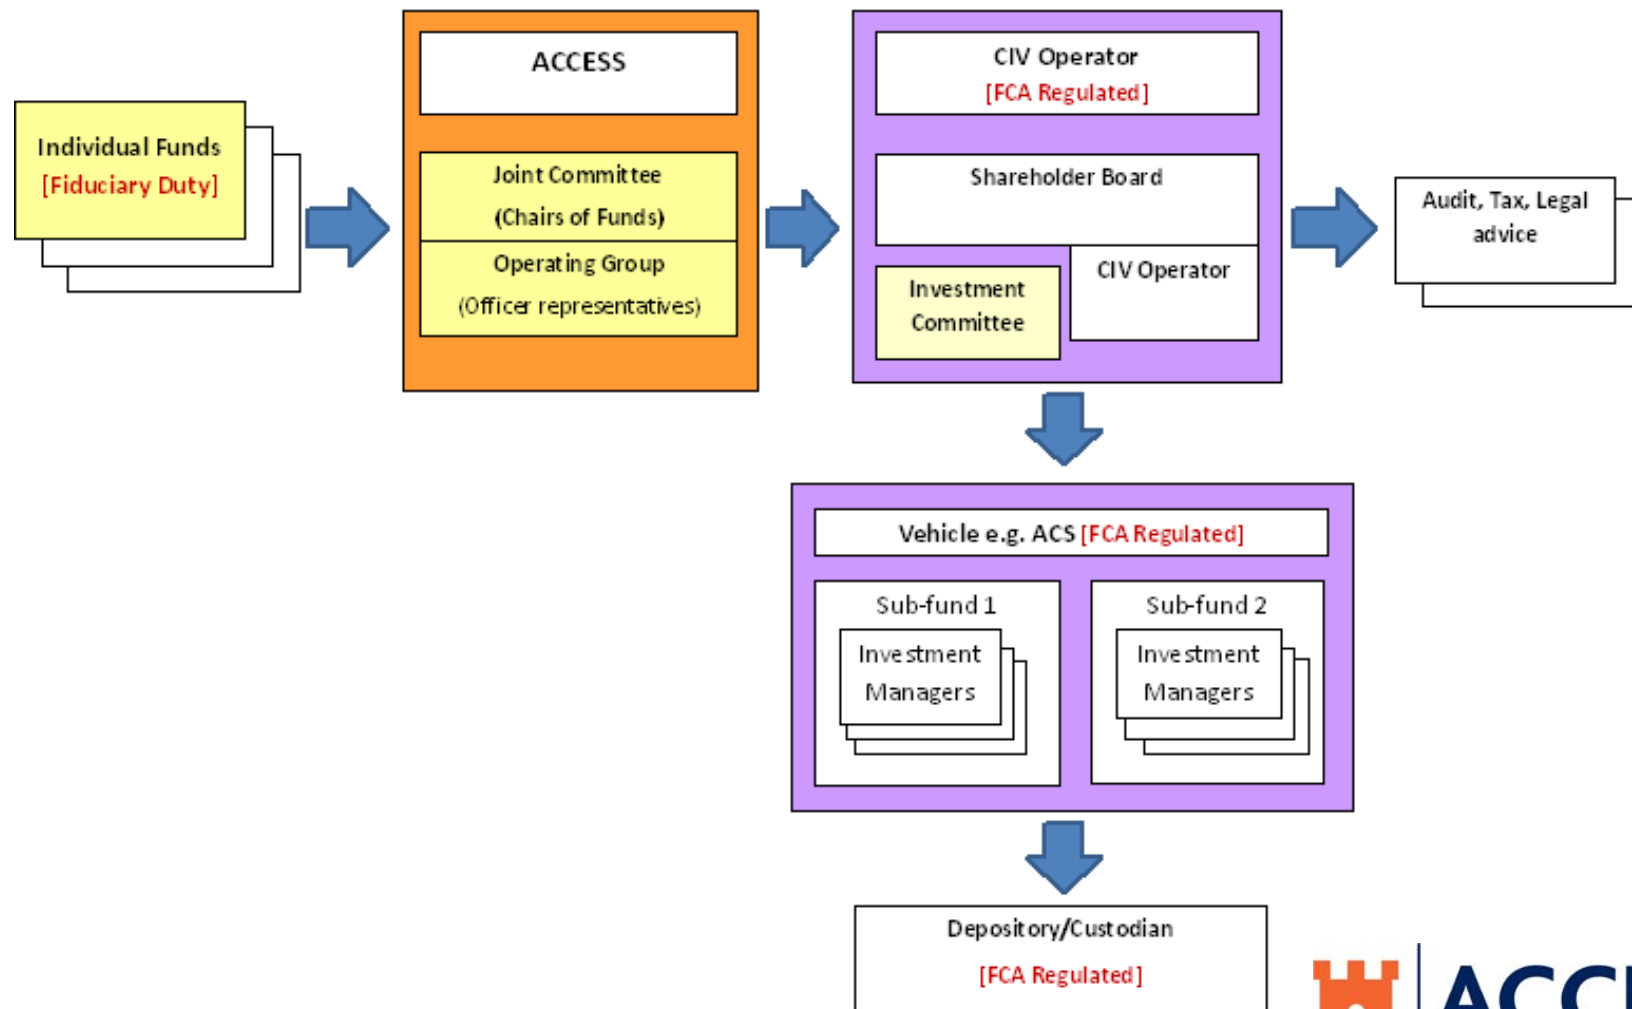 Individual Funds
[Fiduciary Duty]
ACCESS
Joint Committee
(Chairs of Funds)
Operating Group
(Officer representatives)
CIV Operator
[FCA Regulated]
Shareholder Board
CIV Operator
Investment
Committee
Audit, Tax, Legal
advice
Vehicle e.g. ACS [FCA Regulated]
Sub-fund 1
Investment
Managers
Sub-fund 2
Investment
Managers
Depository/Custodian
[FCA Regulated]